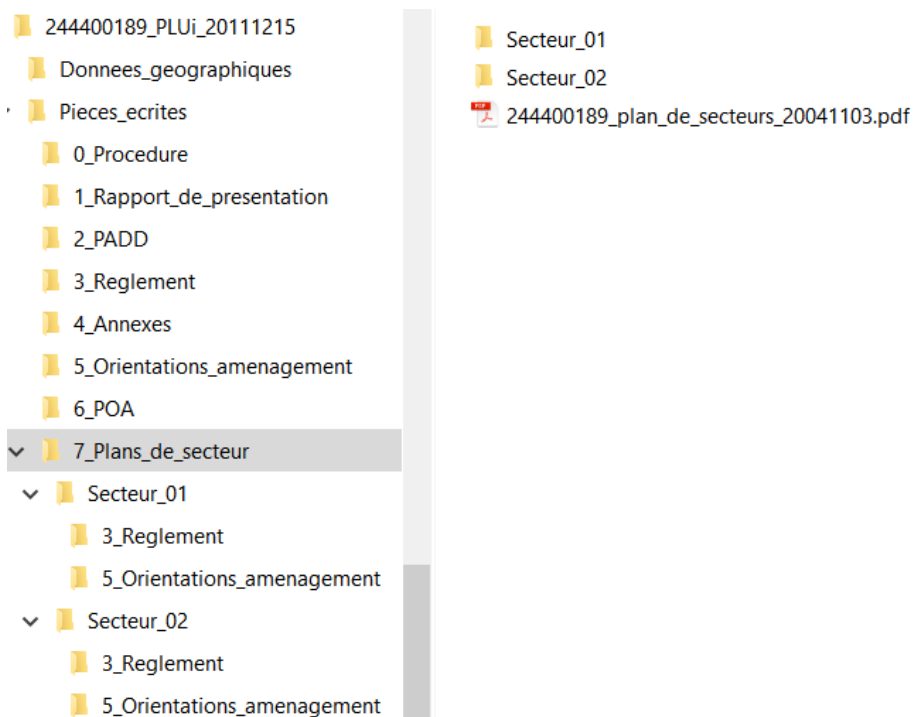 244400189_PLUi_20111215
Donnees_geographiques
Pieces_ecrites
0_Procedure
1_Rapport_de_presentation
2_PADD
3_Reglement
4_Annexes
5_Orientations_amenagement
6_POA
7_Plans_de_secteur
Secteur_01
3_Reglement
5_Orientations_amenagement
Secteur_02
3_Reglement
5_Orientations_amenagement
Secteur_01
Secteur_02
PDF
244400189_plan_de_secteurs_20041103.pdf